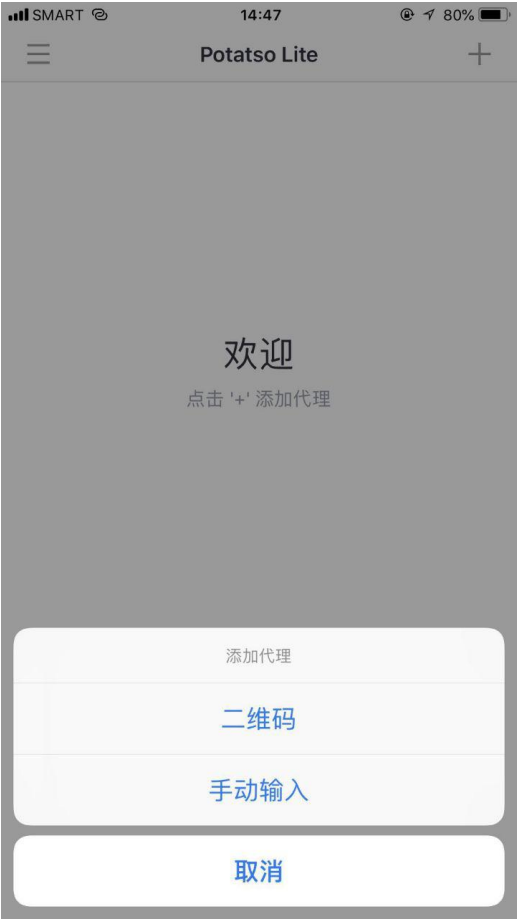 SMART 14:47 80%
Potatso Lite
欢迎
点击 '+' 添加代理
添加代理
二维码
手动输入
取消